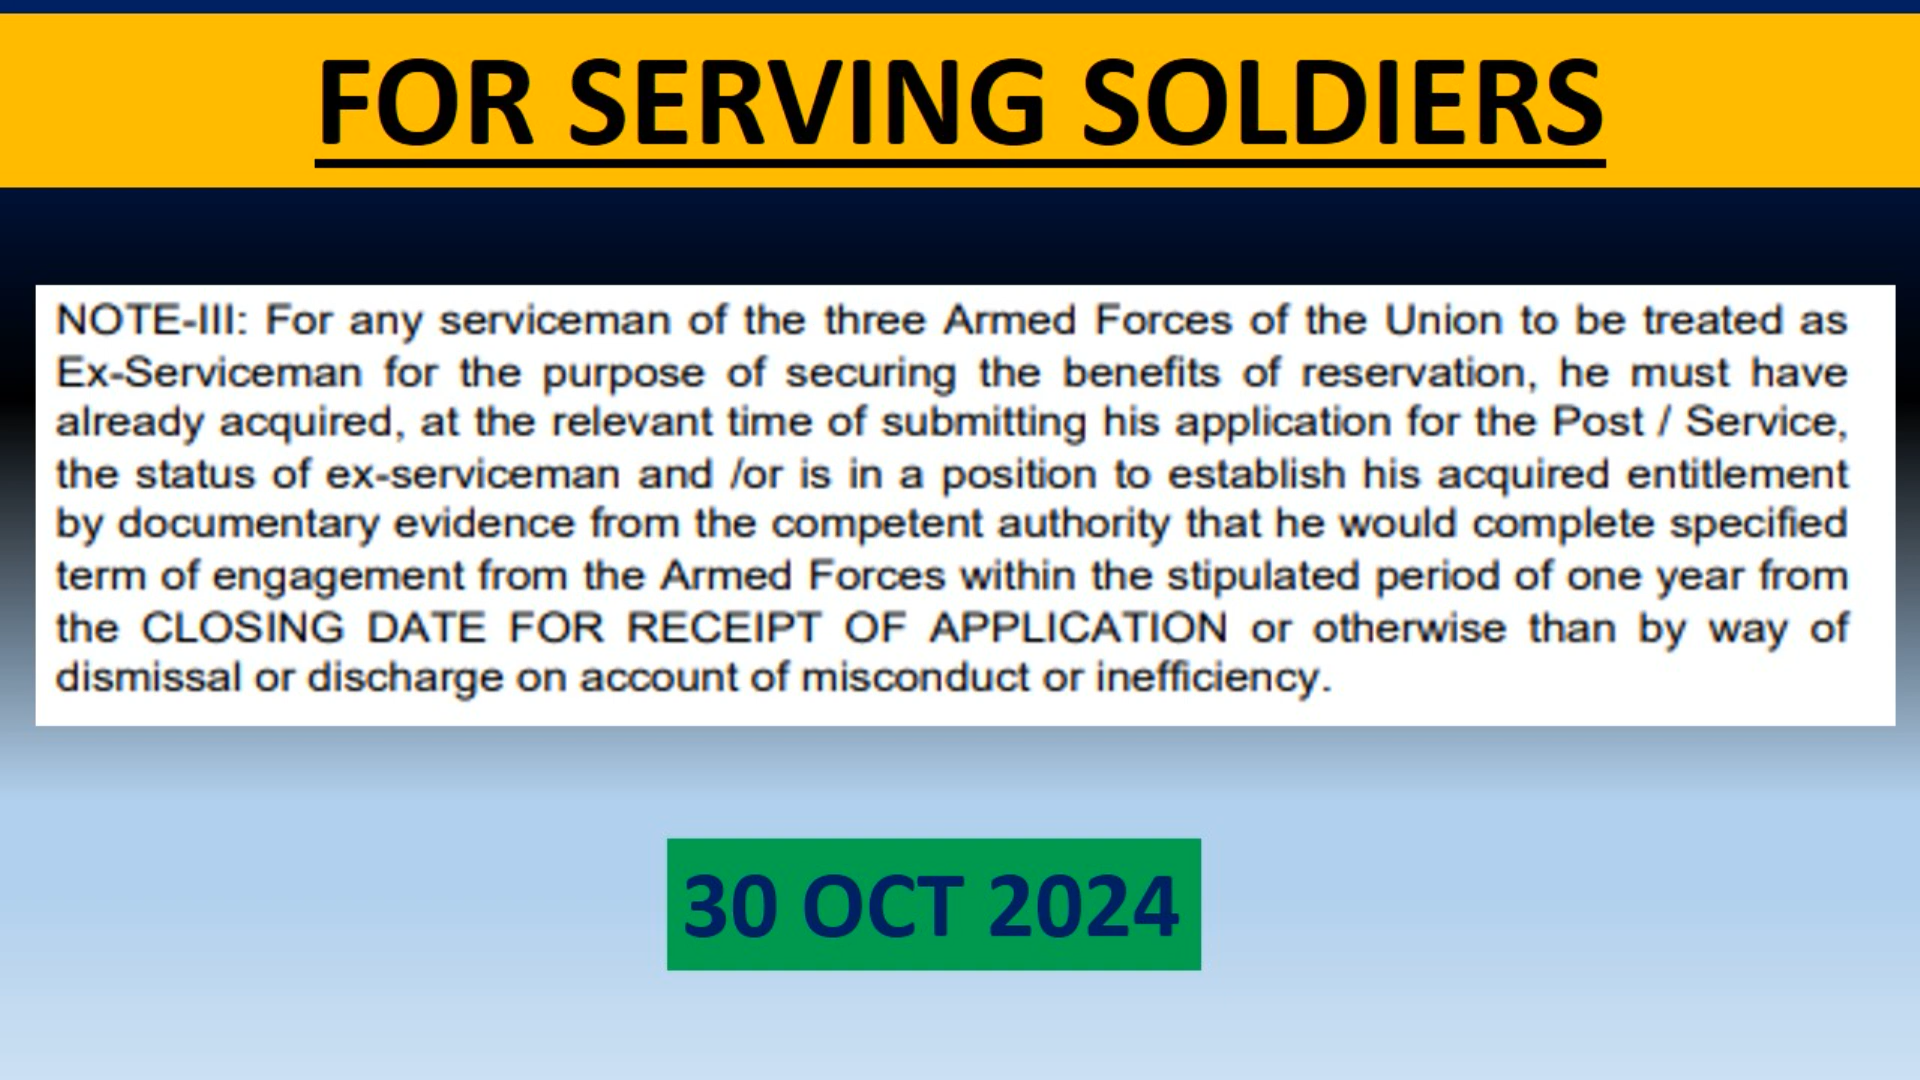 FOR SERVING SOLDIERS
NOTE-III: For any serviceman of the three Armed Forces of the Union to be treated as
Ex-Serviceman for the purpose of securing the benefits of reservation, he must have
already acquired, at the relevant time of submitting his application for the Post / Service,
the status of ex-serviceman and /or is in a position to establish his acquired entitlement
by documentary evidence from the competent authority that he would complete specified
term of engagement from the Armed Forces within the stipulated period of one year from
the CLOSING DATE FOR RECEIPT OF APPLICATION or otherwise than by way of
dismissal or discharge on account of misconduct or inefficiency.
30 OCT 2024